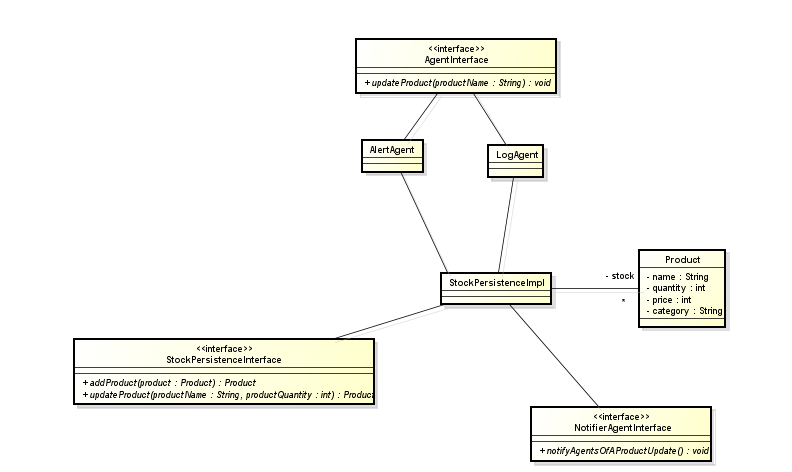 <<interface>>
AgentInterface
+ updateProduct(productName : String) : void
AlertAgent
LogAgent
StockPersistenceImpl
- stock
*
Product
- name : String
- quantity : int
- price : int
- category : String
<<interface>>
StockPersistenceInterface
+ addProduct(product : Product) : Product
+ updateProduct(productName : String, productQuantity : int) : Product
<<interface>>
NotifierAgentInterface
+ notifyAgentsOfAProductUpdate() : void